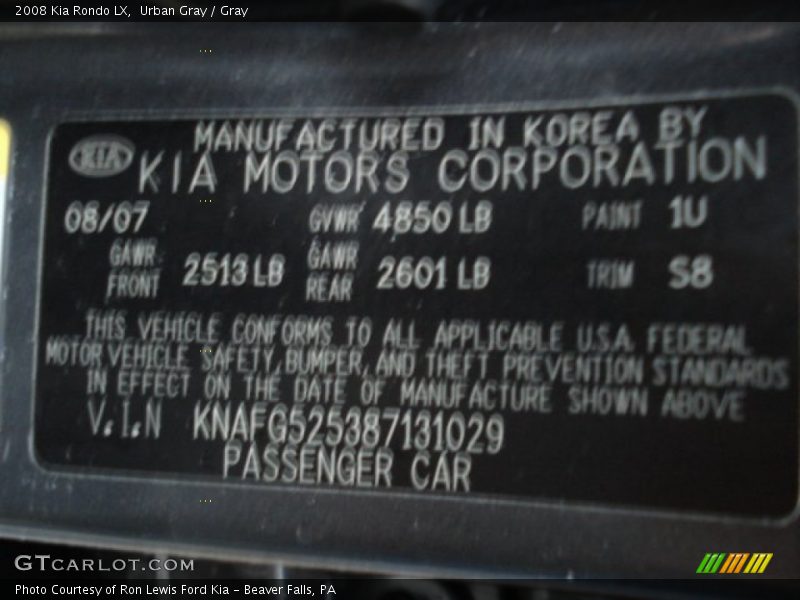 2008 Kia Rondo LX, Urban Gray / Gray
MANUFACTURED IN KOREA BY
KIA KIA MOTORS CORPORATION
08/07 GVWR 4850 LB PAINT 1U
GAWR FRONT 2513 LB GAWR REAR 2601 LB TRIM S8
THIS VEHICLE CONFORMS TO ALL APPLICABLE U.S.A. FEDERAL
MOTOR VEHICLE SAFETY, BUMPER, AND THEFT PREVENTION STANDARDS
IN EFFECT ON THE DATE OF MANUFACTURE SHOWN ABOVE
V.I.N KNAFG525387131029
PASSENGER CAR
GTCARLOT.COM
Photo Courtesy of Ron Lewis Ford Kia - Beaver Falls, PA